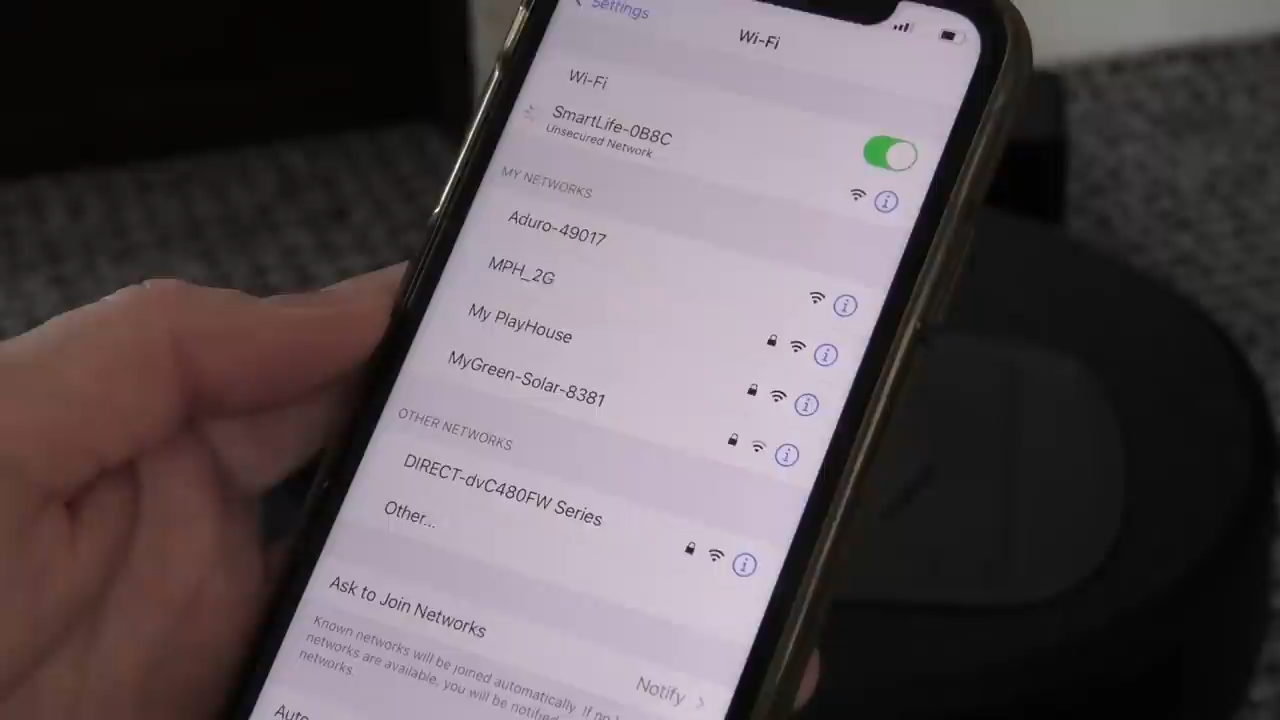 Settings
Wi-Fi
Wi-Fi
SmartLife-0B8C
Unsecured Network
MY NETWORKS
Aduro-49017
MPH_2G
My PlayHouse
MyGreen-Solar-8381
OTHER NETWORKS
DIRECT-dvC480FW Series
Other...
Ask to Join Networks
Notify
Known networks will be joined automatically. If no
networks are available, you will be notified
networks.